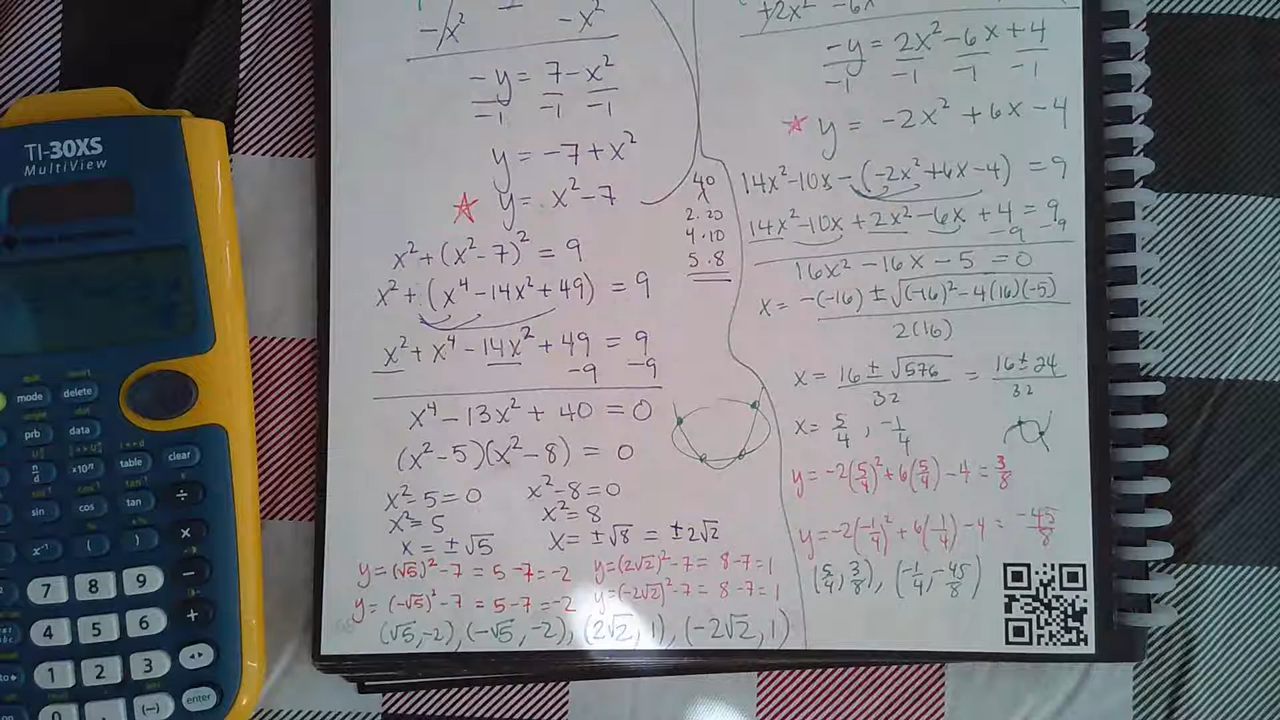 -x² -x²
-y = 7 - x²
-1 -1 -1
y = -7 + x²
☆ y = x² - 7
x² + (x² - 7)² = 9
x² + (x⁴ - 14x² + 49) = 9
x² + x⁴ - 14x² + 49 = 9
-9 -9
x⁴ - 13x² + 40 = 0
(x² - 5)(x² - 8) = 0
x² - 5 = 0 x² - 8 = 0
x² = 5 x² = 8
x = ±√5 x = ±√8 = ±2√2
y = (√5)² - 7 = 5 - 7 = -2 y = (2√2)² - 7 = 8 - 7 = 1
y = (-√5)² - 7 = 5 - 7 = -2 y = (-2√2)² - 7 = 8 - 7 = 1
(√5, -2), (-√5, -2), (2√2, 1), (-2√2, 1)
40
2·20
4·10
5·8
+2x² -6x
-y = 2x² - 6x + 4
-1 -1 -1 -1
☆ y = -2x² + 6x - 4
14x² - 10x - (-2x² + 6x - 4) = 9
14x² - 10x + 2x² - 6x + 4 = 9
-9 -9
16x² - 16x - 5 = 0
x = -(-16) ± √(-16)² - 4(16)(-5)
2(16)
x = 16 ± √576 = 16 ± 24
32 32
x = 5/4, -1/4
y = -2(5/4)² + 6(5/4) - 4 = 3/8
y = -2(-1/4)² + 6(-1/4) - 4 = -45/8
(5/4, 3/8), (-1/4, -45/8)
TI-30XS
MultiView
mode delete
prb data
n/d ×10ⁿ table clear
sin cos tan ÷
x⁻¹ ( ) ×
7 8 9 −
4 5 6 +
1 2 3
0 . (−) enter